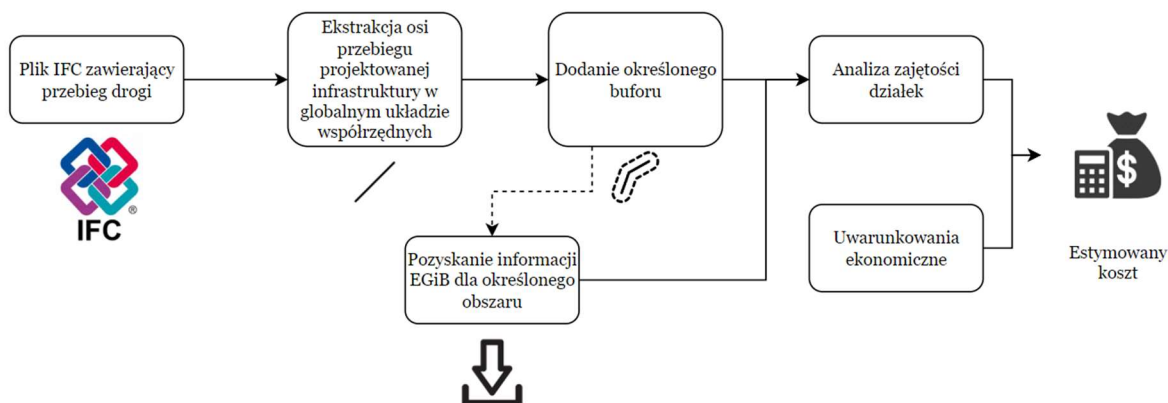 Plik IFC zawierający
przebieg drogi
IFC
®
Ekstrakcja osi
przebiegu
projektowanej
infrastruktury w
globalnym układzie
współrzędnych
Dodanie określonego
buforu
Pozyskanie informacji
EGiB dla określonego
obszaru
Analiza zajętości
działek
Uwarunkowania
ekonomiczne
$
Estymowany
koszt